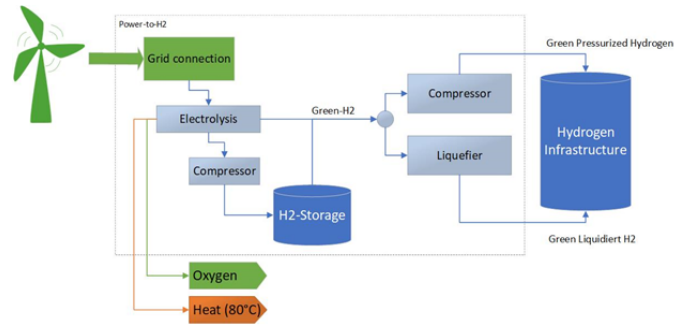 Power-to-H2
Grid connection
Green Pressurized Hydrogen
Electrolysis
Green-H2
Compressor
Compressor
Liquefier
H2-Storage
Hydrogen
Infrastructure
Green Liquidiert H2
Oxygen
Heat (80°C)